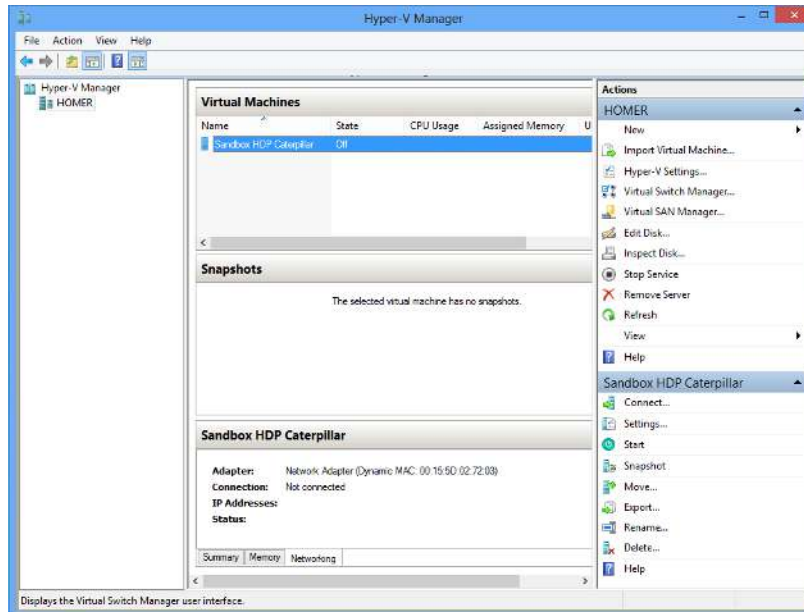 Hyper-V Manager
File Action View Help
Hyper-V Manager
HOMER
Virtual Machines
Name State CPU Usage Assigned Memory U
Sandbox HDP Caterpillar Off
Snapshots
The selected virtual machine has no snapshots.
Sandbox HDP Caterpillar
Adapter: Network Adapter (Dynamic MAC: 00:15:5D:02:72:03)
Connection: Not connected
IP Addresses:
Status:
Summary Memory Networking
Actions
HOMER
New
Import Virtual Machine...
Hyper-V Settings...
Virtual Switch Manager...
Virtual SAN Manager...
Edit Disk...
Inspect Disk...
Stop Service
Remove Server
Refresh
View
Help
Sandbox HDP Caterpillar
Connect...
Settings...
Start
Snapshot
Move...
Export...
Rename...
Delete...
Help
Displays the Virtual Switch Manager user interface.